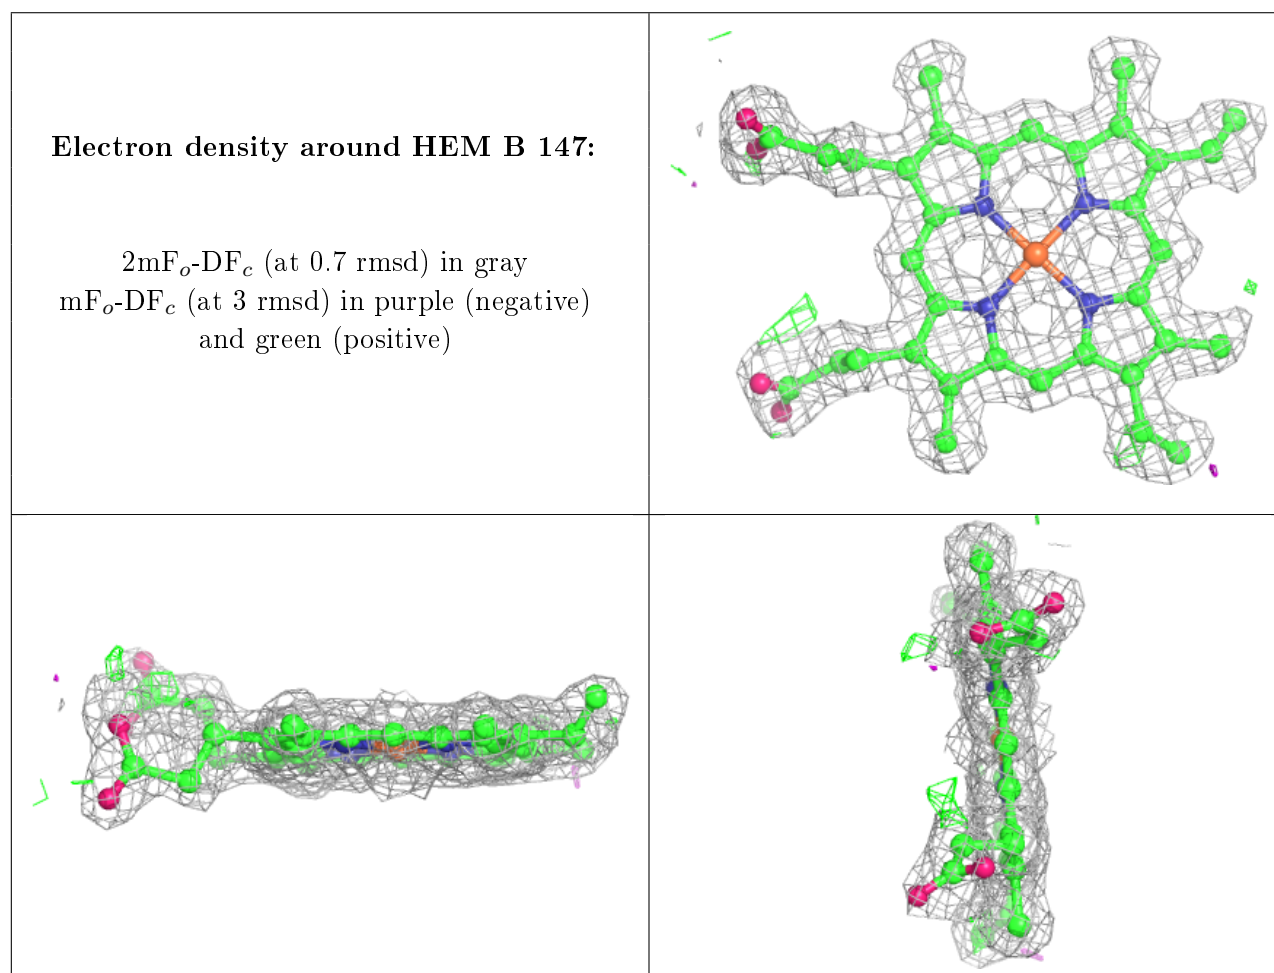 Electron density around HEM B 147:
2mFo-DFc (at 0.7 rmsd) in gray
mFo-DFc (at 3 rmsd) in purple (negative)
and green (positive)